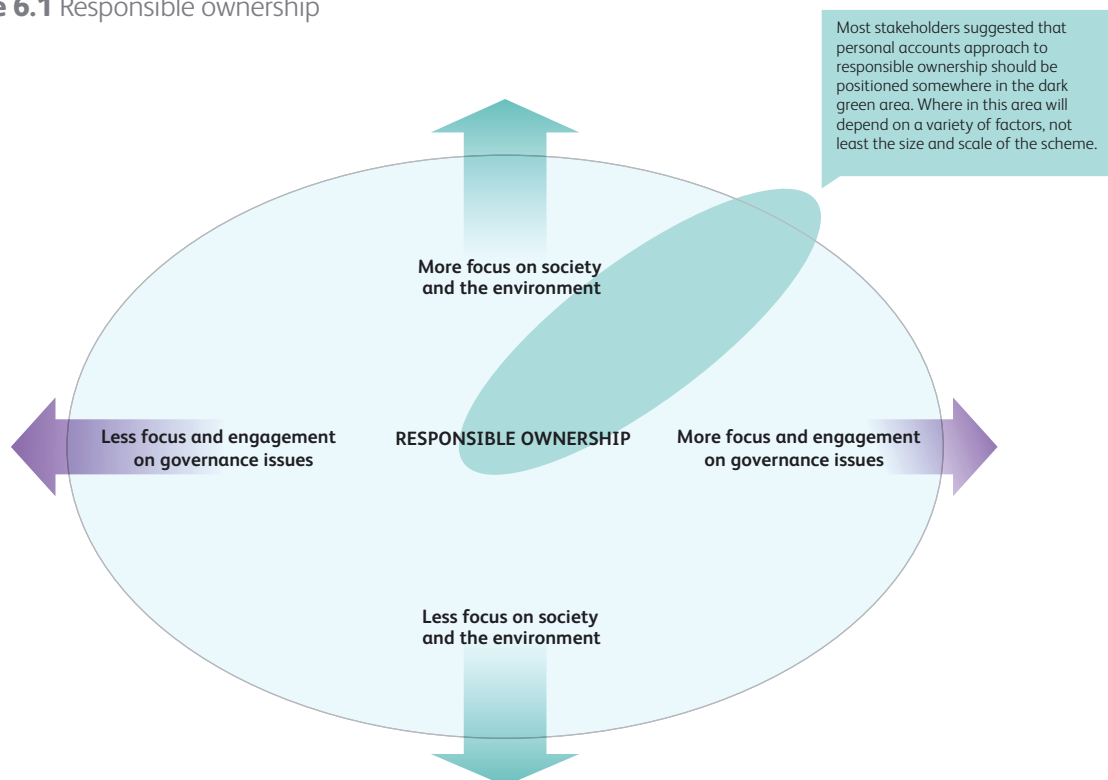 6.1 Responsible ownership
Most stakeholders suggested that
personal accounts approach to
responsible ownership should be
positioned somewhere in the dark
green area. Where in this area will
depend on a variety of factors, not
least the size and scale of the scheme.
More focus on society
and the environment
Less focus and engagement
on governance issues
RESPONSIBLE OWNERSHIP
More focus and engagement
on governance issues
Less focus on society
and the environment